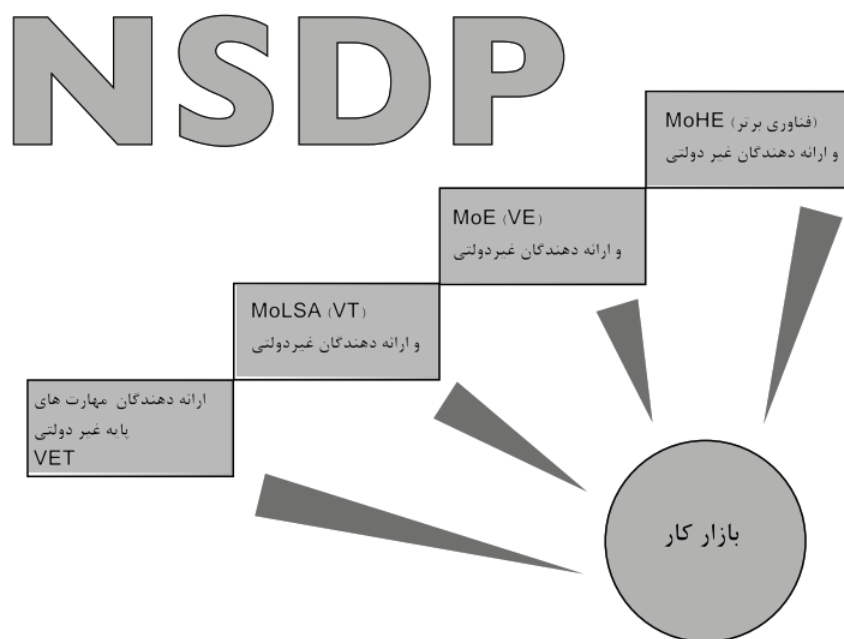 NSDP
MoHE (فناوری برتر)
و ارائه دهندگان غیر دولتی
MoE (VE)
و ارائه دهندگان غیردولتی
MoLSA (VT)
و ارائه دهندگان غیردولتی
ارائه دهندگان مهارت های
پایه غیر دولتی
VET
بازار کار